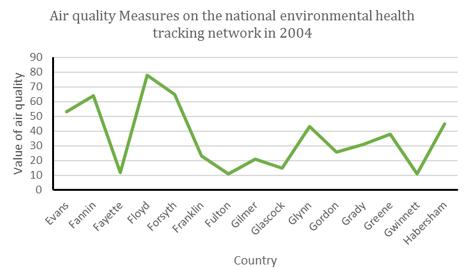 Air quality Measures on the national environmental health
tracking network in 2004
Value of air quality
90
80
70
60
50
40
30
20
10
0
Evans
Fannin
Fayette
Floyd
Forsyth
Franklin
Fulton
Gilmer
Glascock
Glynn
Gordon
Grady
Greene
Gwinnett
Habersham
Country